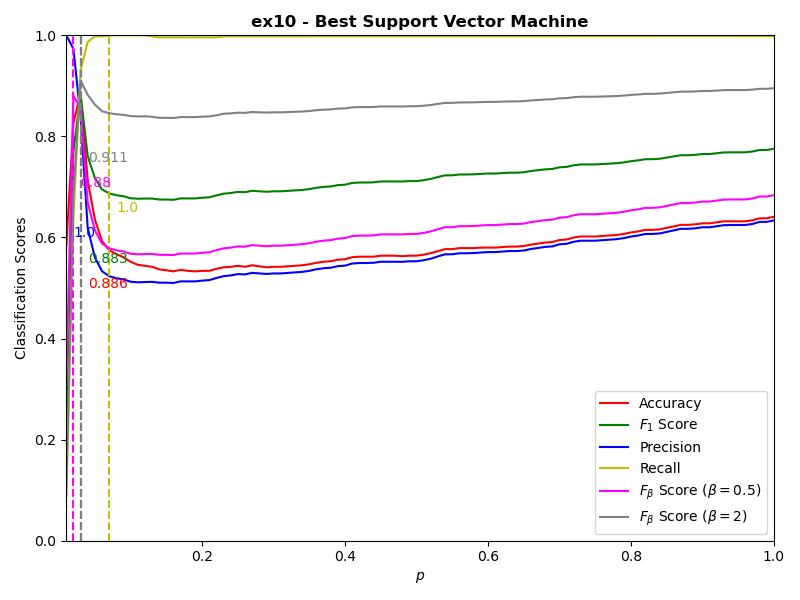 ex10 - Best Support Vector Machine
Classification Scores
1.0
0.8
0.6
0.4
0.2
0.0
0.911
0.88
1.0
1.0
0.883
0.886
Accuracy
F₁ Score
Precision
Recall
Fᵦ Score (β = 0.5)
Fᵦ Score (β = 2)
0.2
0.4
0.6
0.8
1.0
p